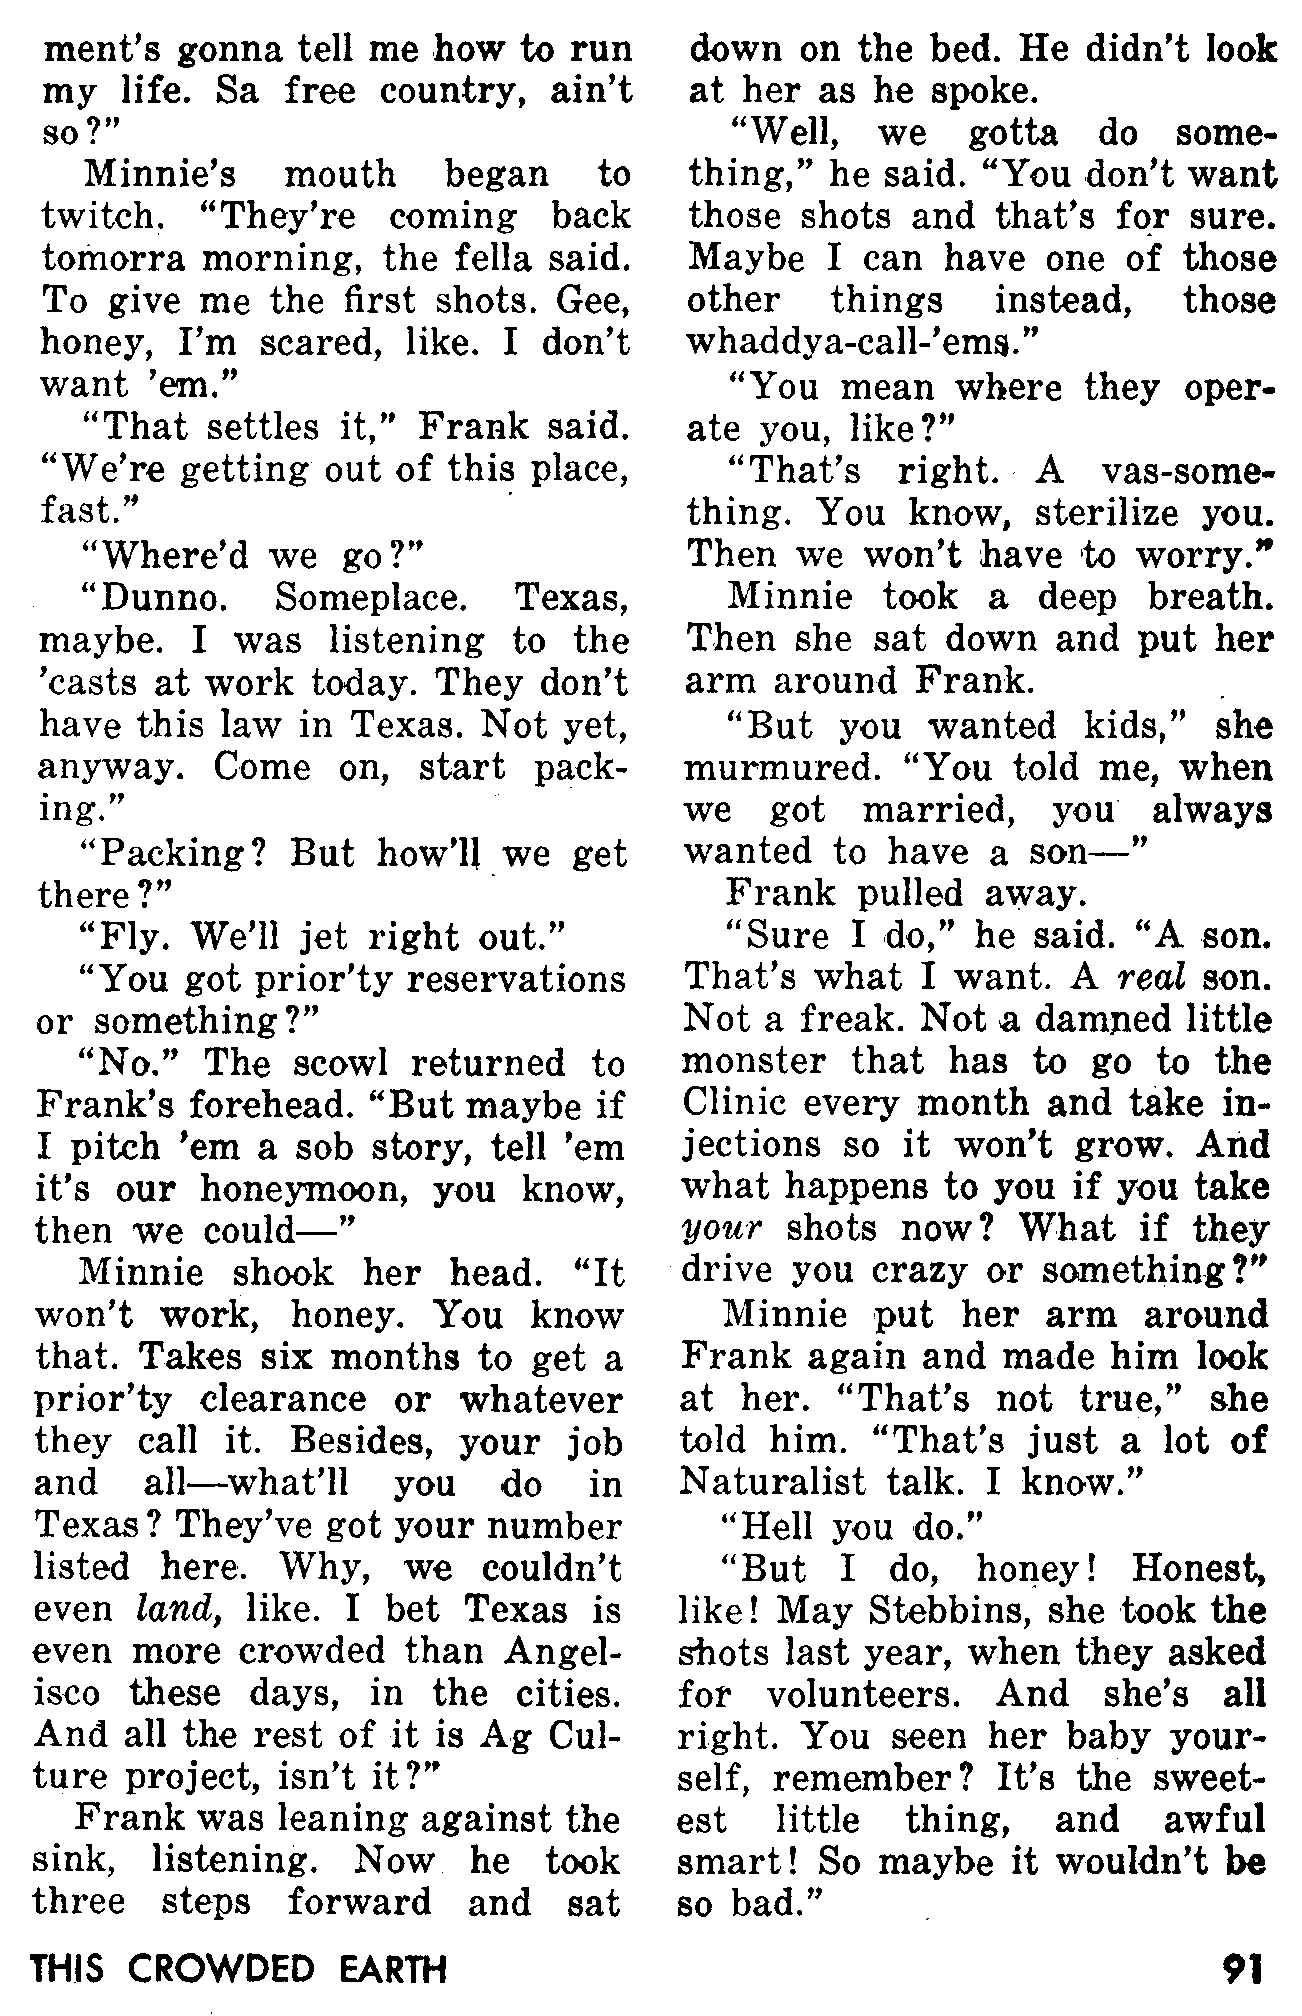 ment's gonna tell me how to run
my life. Sa free country, ain't
so?"
Minnie's mouth began to
twitch. "They're coming back
tomorra morning, the fella said.
To give me the first shots. Gee,
honey, I'm scared, like. I don't
want 'em."
"That settles it," Frank said.
"We're getting out of this place,
fast."
"Where'd we go?"
"Dunno. Someplace. Texas,
maybe. I was listening to the
'casts at work today. They don't
have this law in Texas. Not yet,
anyway. Come on, start pack-
ing."
"Packing? But how'll we get
there?"
"Fly. We'll jet right out."
"You got prior'ty reservations
or something?"
"No." The scowl returned to
Frank's forehead. "But maybe if
I pitch 'em a sob story, tell 'em
it's our honeymoon, you know,
then we could—"
Minnie shook her head. "It
won't work, honey. You know
that. Takes six months to get a
prior'ty clearance or whatever
they call it. Besides, your job
and all—what'll you do in
Texas? They've got your number
listed here. Why, we couldn't
even land, like. I bet Texas is
even more crowded than Angel-
isco these days, in the cities.
And all the rest of it is Ag Cul-
ture project, isn't it?"
Frank was leaning against the
sink, listening. Now he took
three steps forward and sat
down on the bed. He didn't look
at her as he spoke.
"Well, we gotta do some-
thing," he said. "You don't want
those shots and that's for sure.
Maybe I can have one of those
other things instead, those
whaddya-call-'ems."
"You mean where they oper-
ate you, like?"
"That's right. A vas-some-
thing. You know, sterilize you.
Then we won't have to worry."
Minnie took a deep breath.
Then she sat down and put her
arm around Frank.
"But you wanted kids," she
murmured. "You told me, when
we got married, you always
wanted to have a son—"
Frank pulled away.
"Sure I do," he said. "A son.
That's what I want. A real son.
Not a freak. Not a damned little
monster that has to go to the
Clinic every month and take in-
jections so it won't grow. And
what happens to you if you take
your shots now? What if they
drive you crazy or something?"
Minnie put her arm around
Frank again and made him look
at her. "That's not true," she
told him. "That's just a lot of
Naturalist talk. I know."
"Hell you do."
"But I do, honey! Honest,
like! May Stebbins, she took the
shots last year, when they asked
for volunteers. And she's all
right. You seen her baby your-
self, remember? It's the sweet-
est little thing, and awful
smart! So maybe it wouldn't be
so bad."
THIS CROWDED EARTH
91